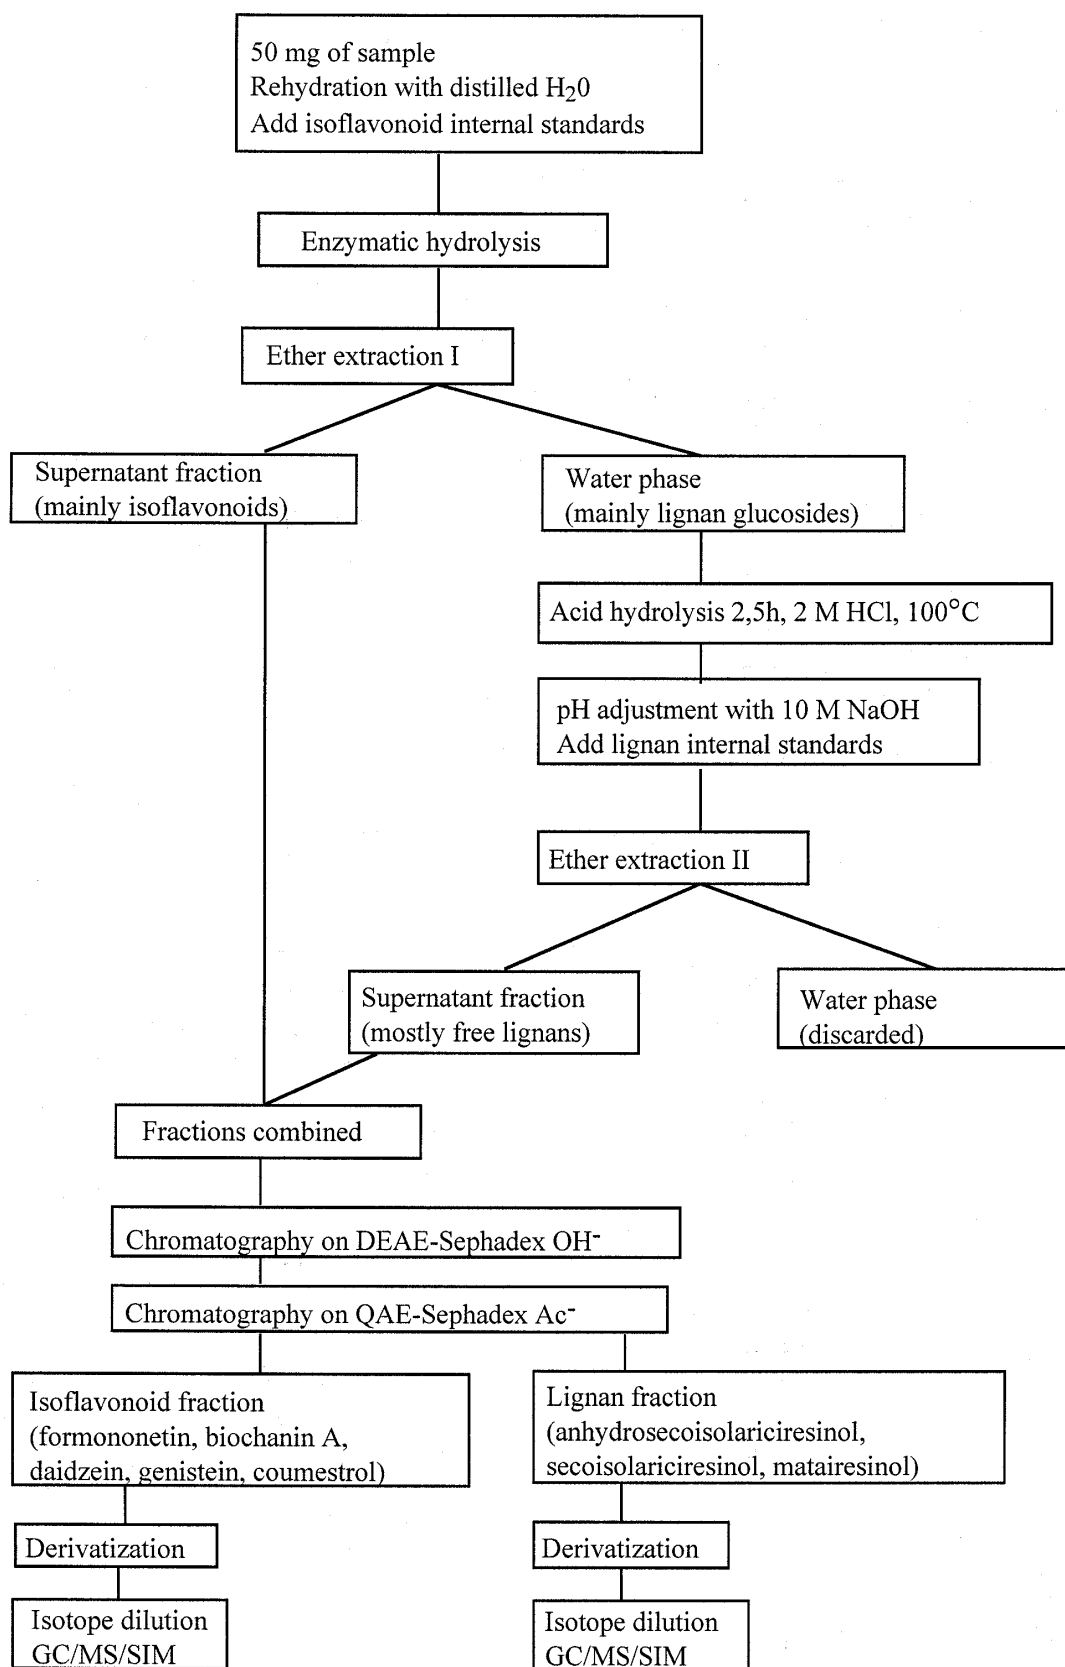 50 mg of sample
Rehydration with distilled H₂0
Add isoflavonoid internal standards
Enzymatic hydrolysis
Ether extraction I
Supernatant fraction
(mainly isoflavonoids)
Water phase
(mainly lignan glucosides)
Acid hydrolysis 2,5h, 2 M HCl, 100°C
pH adjustment with 10 M NaOH
Add lignan internal standards
Ether extraction II
Supernatant fraction
(mostly free lignans)
Water phase
(discarded)
Fractions combined
Chromatography on DEAE-Sephadex OH⁻
Chromatography on QAE-Sephadex Ac⁻
Isoflavonoid fraction
(formononetin, biochanin A,
daidzein, genistein, coumestrol)
Lignan fraction
(anhydrosecoisolariciresinol,
secoisolariciresinol, matairesinol)
Derivatization
Derivatization
Isotope dilution
GC/MS/SIM
Isotope dilution
GC/MS/SIM